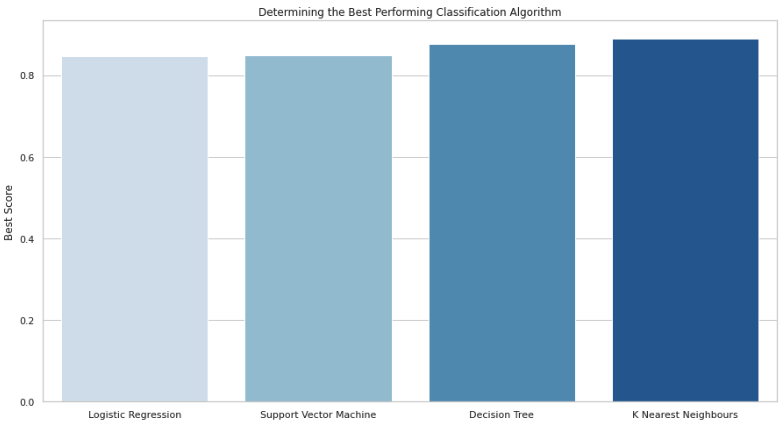 Determining the Best Performing Classification Algorithm
Best Score
0.8
0.6
0.4
0.2
0.0
Logistic Regression Support Vector Machine Decision Tree K Nearest Neighbours